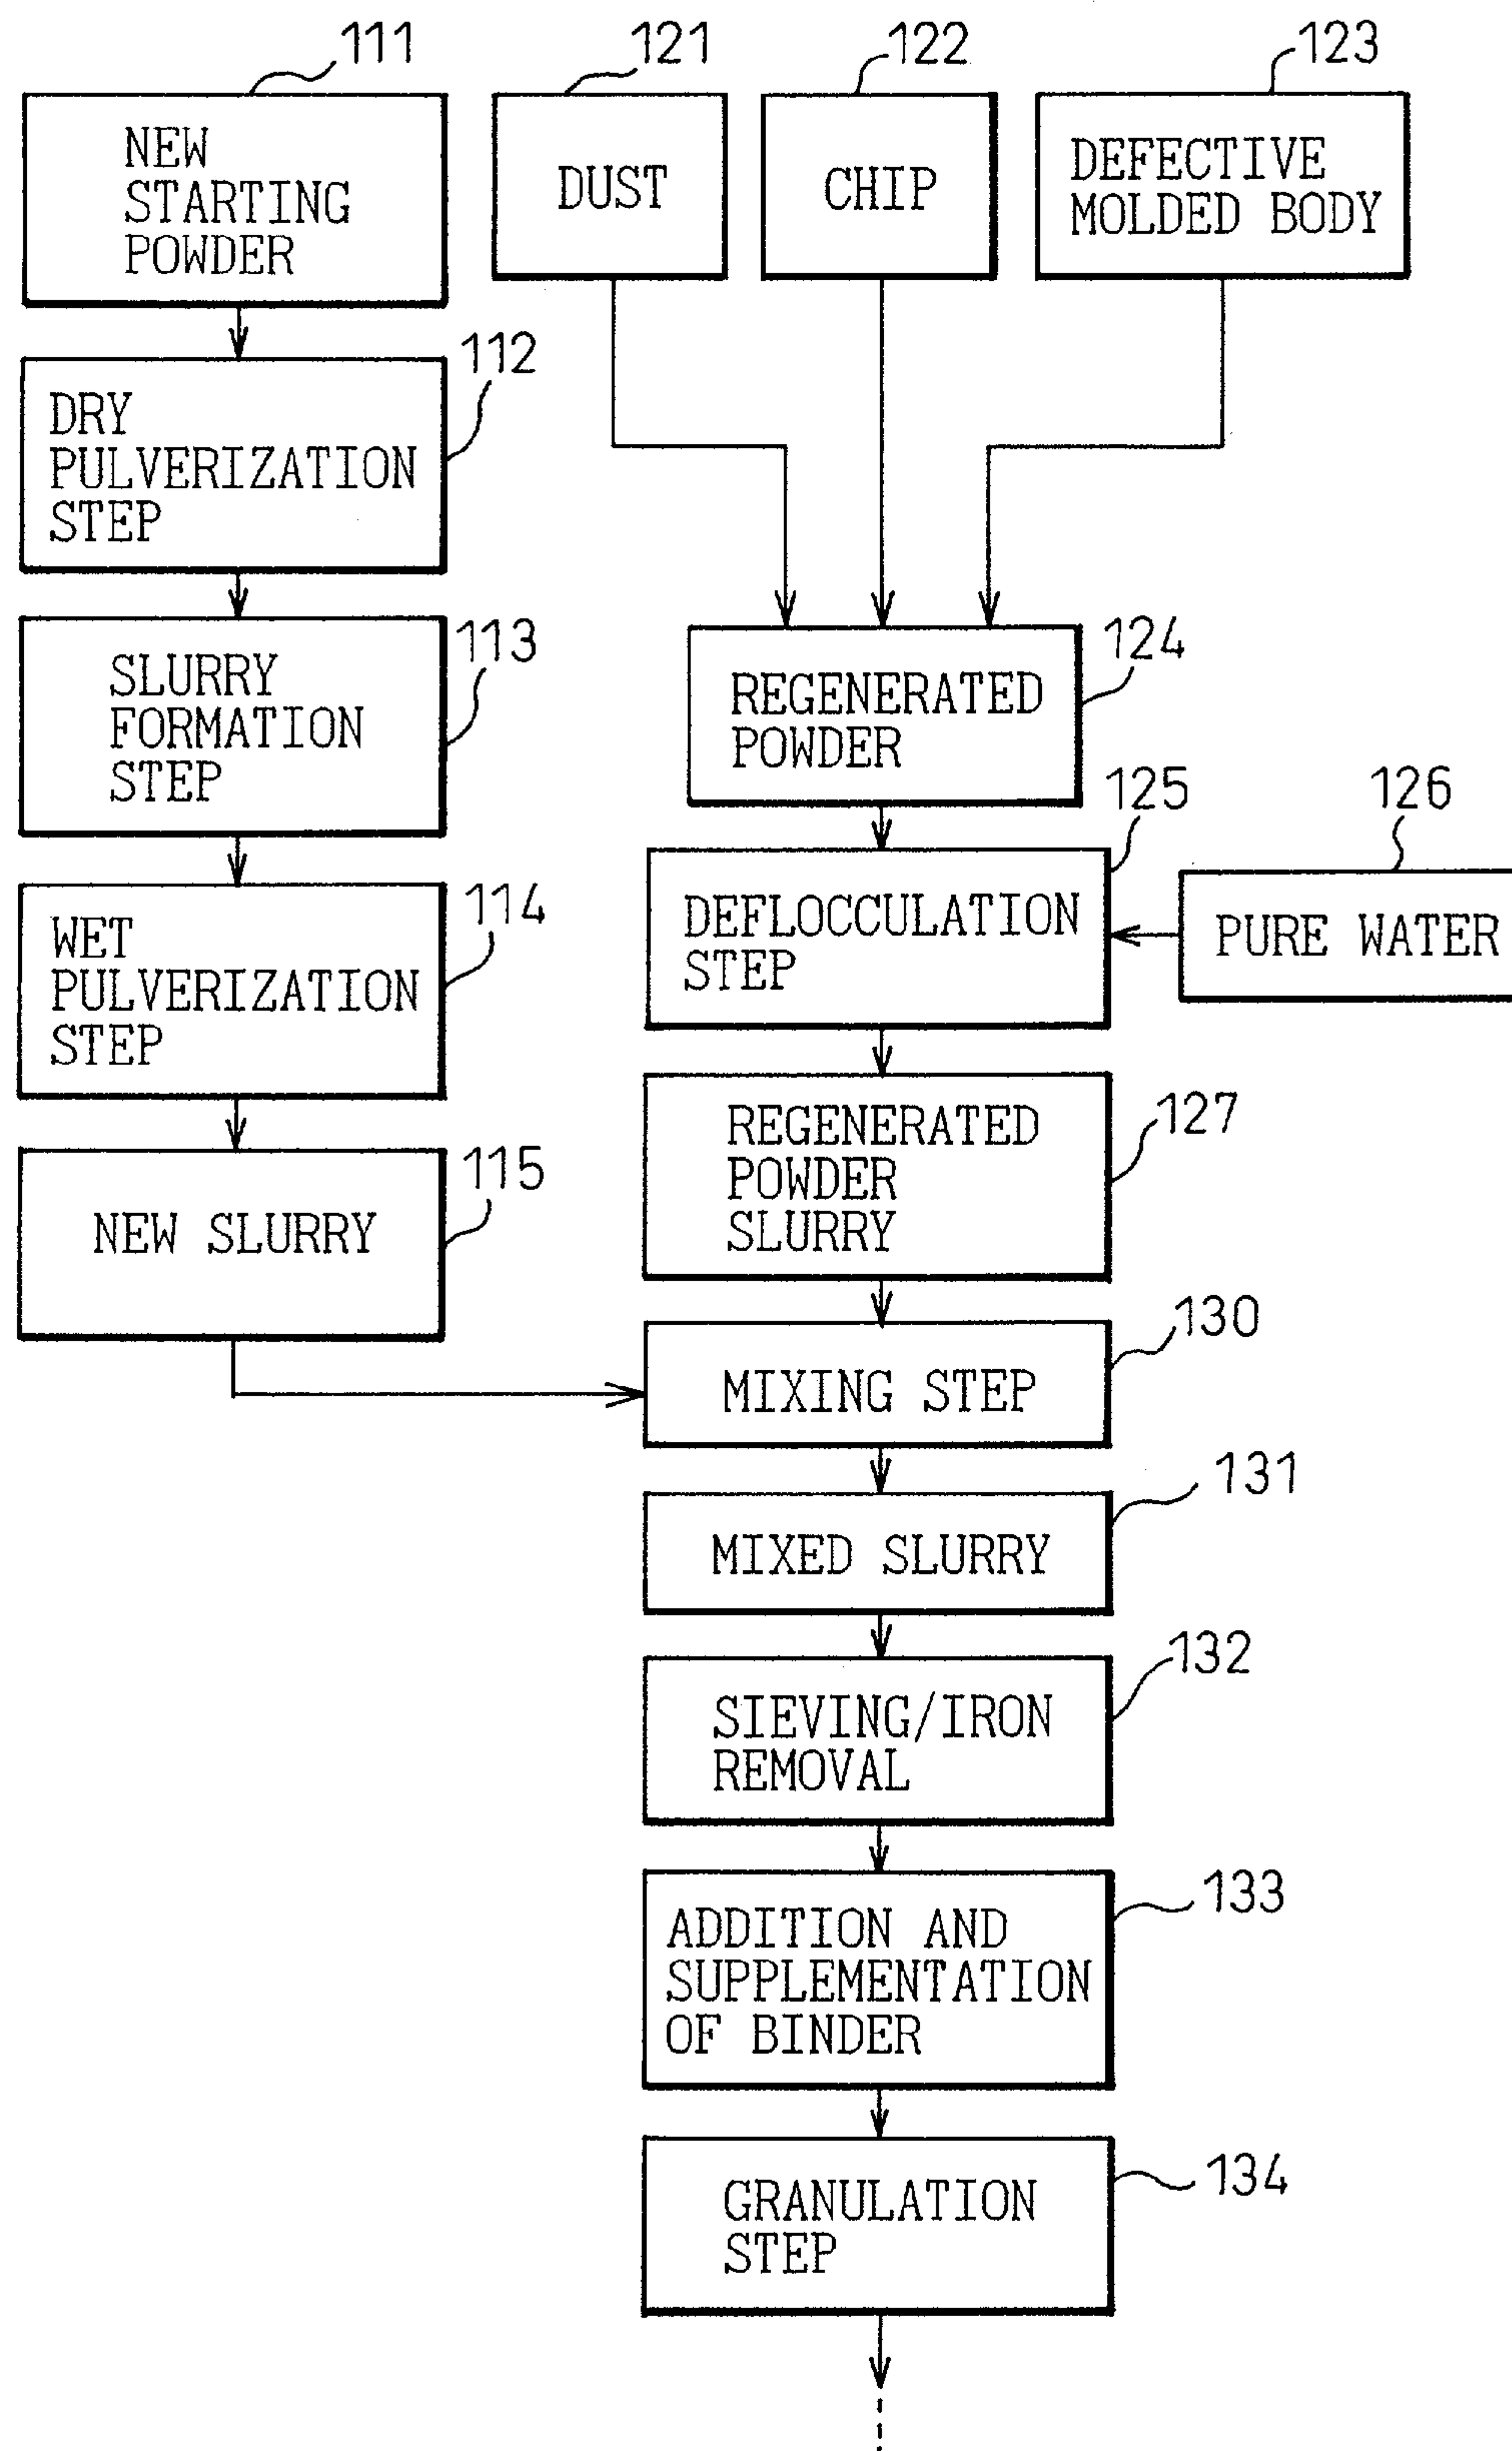 111
NEW
STARTING
POWDER
112
DRY
PULVERIZATION
STEP
113
SLURRY
FORMATION
STEP
114
WET
PULVERIZATION
STEP
115
NEW SLURRY
121
DUST
122
CHIP
123
DEFECTIVE
MOLDED BODY
124
REGENERATED
POWDER
125
DEFLOCCULATION
STEP
126
PURE WATER
127
REGENERATED
POWDER
SLURRY
130
MIXING STEP
131
MIXED SLURRY
132
SIEVING/IRON
REMOVAL
133
ADDITION AND
SUPPLEMENTATION
OF BINDER
134
GRANULATION
STEP